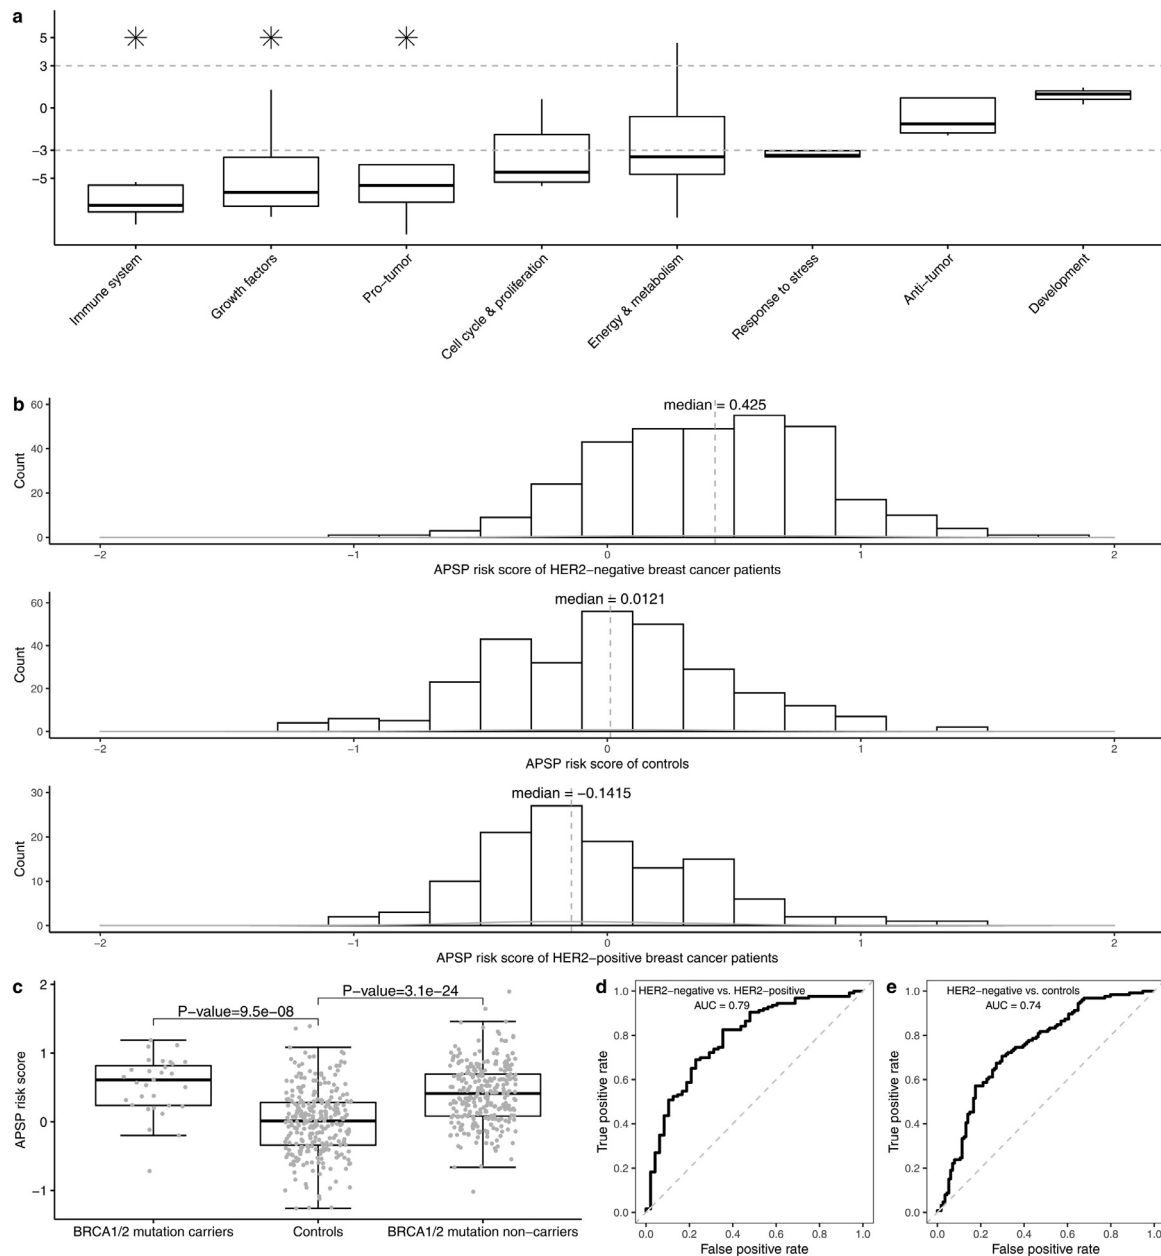 a
5
3
0
−3
−5
Immune system
Growth factors
Pro−tumor
Cell cycle & proliferation
Energy & metabolism
Response to stress
Anti−tumor
Development
b
median = 0.425
60
40
20
0
Count
−2 −1 0 1 2
APSP risk score of HER2−negative breast cancer patients
median = 0.0121
60
40
20
0
Count
−2 −1 0 1 2
APSP risk score of controls
median = −0.1415
30
20
10
0
Count
−2 −1 0 1 2
APSP risk score of HER2−positive breast cancer patients
c
P−value=3.1e−24
P−value=9.5e−08
2
1
0
−1
APSP risk score
BRCA1/2 mutation carriers Controls BRCA1/2 mutation non−carriers
d
HER2−negative vs. HER2−positive
AUC = 0.79
1.0
0.8
0.6
0.4
0.2
0.0
True positive rate
0.0 0.2 0.4 0.6 0.8 1.0
False positive rate
e
HER2−negative vs. controls
AUC = 0.74
1.0
0.8
0.6
0.4
0.2
0.0
True positive rate
0.0 0.2 0.4 0.6 0.8 1.0
False positive rate